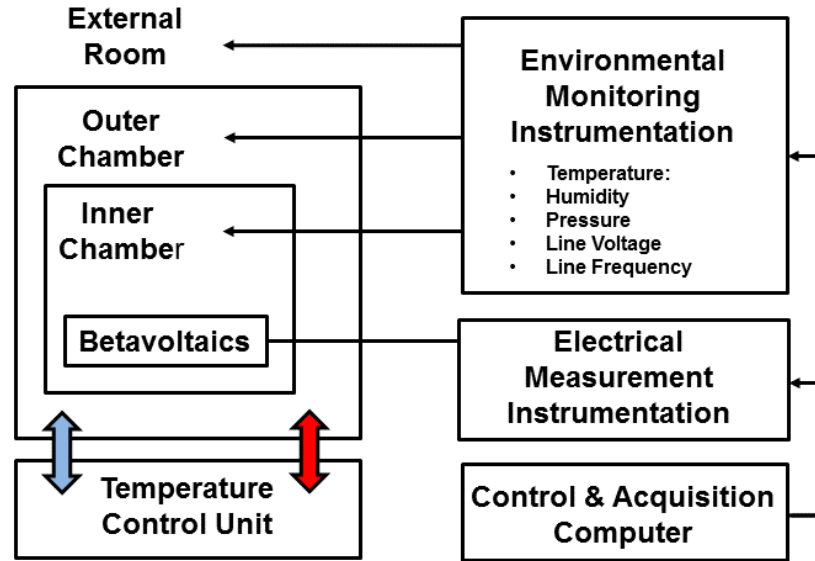 External
Room
Outer
Chamber
Inner
Chamber
Betavoltaics
Temperature
Control Unit
Environmental
Monitoring
Instrumentation
• Temperature:
• Humidity
• Pressure
• Line Voltage
• Line Frequency
Electrical
Measurement
Instrumentation
Control & Acquisition
Computer